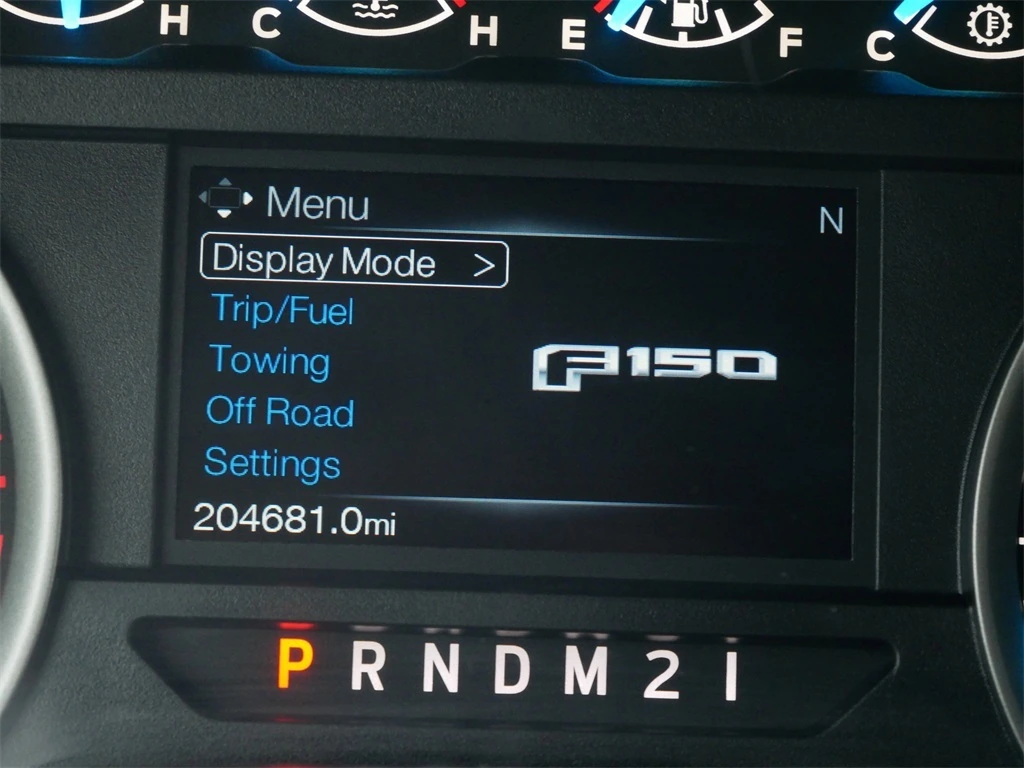 H C H E F C
Menu N
Display Mode >
Trip/Fuel
Towing
F150
Off Road
Settings
204681.0mi
P R N D M 2 1